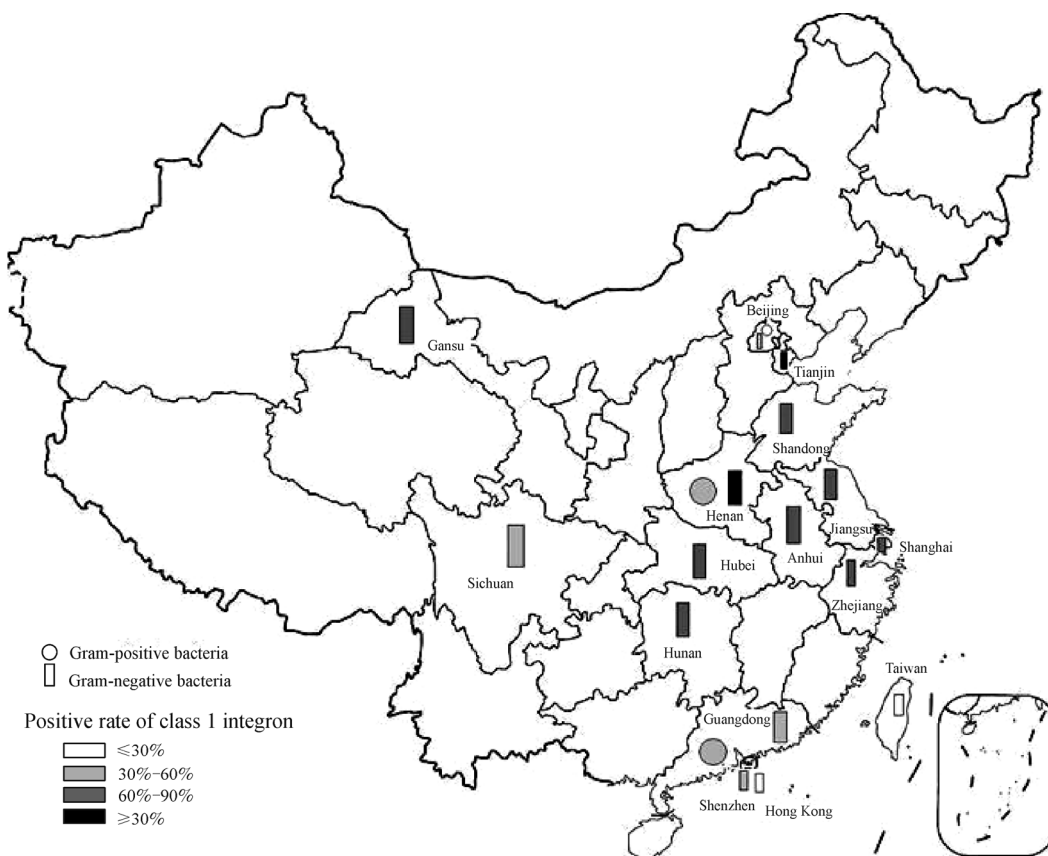 Beijing
Tianjin
Gansu
Shandong
Henan
Jiangsu
Anhui
Shanghai
Hubei
Sichuan
Zhejiang
Hunan
Taiwan
Guangdong
Shenzhen
Hong Kong
Gram-positive bacteria
Gram-negative bacteria
Positive rate of class 1 integron
≤30%
30%-60%
60%-90%
≥30%